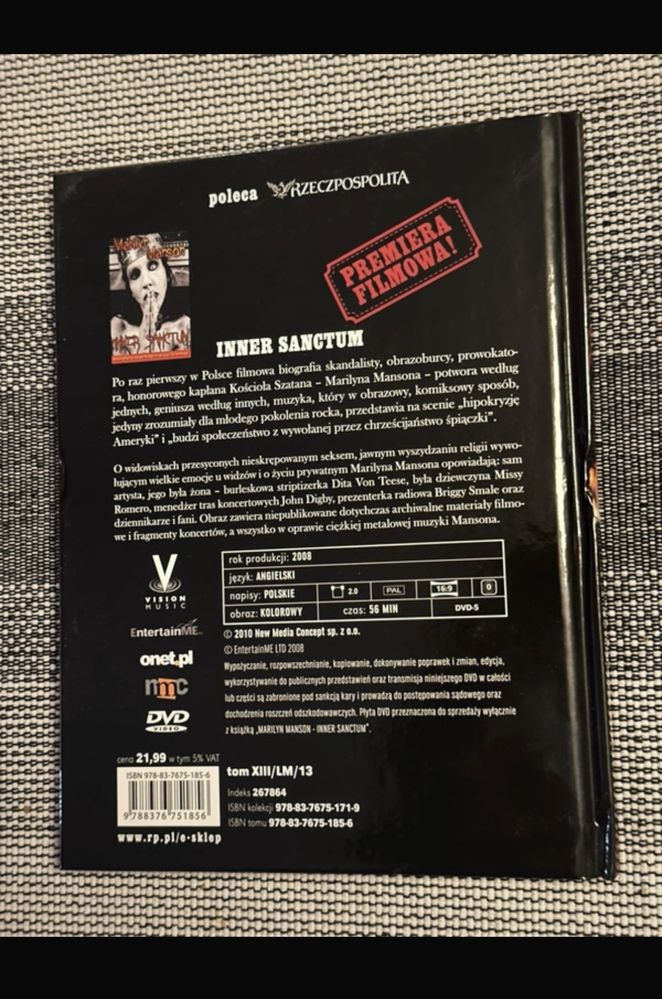 poleca RZECZPOSPOLITA
PREMIERA
FILMOWA!
Marilyn
Manson
INNER SANCTUM
INNER SANCTUM
Po raz pierwszy w Polsce filmowa biografia skandalisty, obrazoburcy, prowokato-
ra, honorowego kapłana Kościoła Szatana – Marilyna Mansona – potwora według
jednych, geniusza według innych, muzyka, który w obrazowy, komiksowy sposób,
jedyny zrozumiały dla młodego pokolenia rocka, przedstawia na scenie „hipokryzję
Ameryki” i „budzi społeczeństwo z wywołanej przez chrześcijaństwo śpiączki”.
O widowiskach przesyconych nieskrępowanym seksem, jawnym wyszydzaniu religii wywo-
łującym wielkie emocje u widzów i o życiu prywatnym Marilyna Mansona opowiadają: sam
artysta, jego była żona – burleskowa striptizerka Dita Von Teese, była dziewczyna Missy
Romero, menedżer tras koncertowych John Digby, prezenterka radiowa Briggy Smale oraz
dziennikarze i fani. Obraz zawiera niepublikowane dotychczas archiwalne materiały filmo-
we i fragmenty koncertów, a wszystko w oprawie ciężkiej metalowej muzyki Mansona.
V
VISION
MUSIC
EntertainME
onet.pl
nmc
DVD
VIDEO
rok produkcji: 2008
język: ANGIELSKI
napisy: POLSKIE 2.0 PAL 16:9 0
obraz: KOLOROWY czas: 56 MIN DVD-5
© 2010 New Media Concept sp. z o.o.
© EntertainME LTD 2008
Wypożyczanie, rozpowszechnianie, kopiowanie, dokonywanie poprawek i zmian, edycja,
wykorzystywanie do publicznych przedstawień oraz transmisja niniejszego DVD w całości
lub części są zabronione pod sankcją kary i prowadzą do postępowania sądowego oraz
dochodzenia roszczeń odszkodowawczych. Płyta DVD przeznaczona do sprzedaży wyłącznie
z książką „MARILYN MANSON - INNER SANCTUM”.
cena 21,99 w tym 5% VAT
ISBN 978-83-7675-185-6
9 788376 751856
www.rp.pl/e-sklep
tom XIII/LM/13
Indeks 267864
ISBN kolekcji 978-83-7675-171-9
ISBN tomu 978-83-7675-185-6